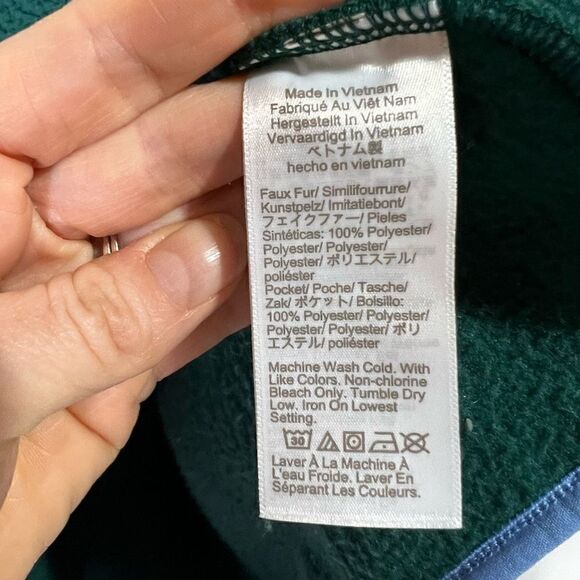 Made In Vietnam
Fabriqué Au Viêt Nam
Hergestellt In Vietnam
Vervaardigd In Vietnam
ベトナム製
hecho en vietnam
Faux Fur/ Similifourrure/
Kunstpelz/ Imitatiebont/
フェイクファー/ Pieles
Sintéticas: 100% Polyester/
Polyester/ Polyester/
Polyester/ ポリエステル/
poliéster
Pocket/ Poche/ Tasche/
Zak/ ポケット/ Bolsillo:
100% Polyester/ Polyester/
Polyester/ Polyester/ ポリ
エステル/ poliéster
Machine Wash Cold. With
Like Colors. Non-chlorine
Bleach Only. Tumble Dry
Low. Iron On Lowest
Setting.
30
Laver À La Machine À
L'eau Froide. Laver En
Séparant Les Couleurs.